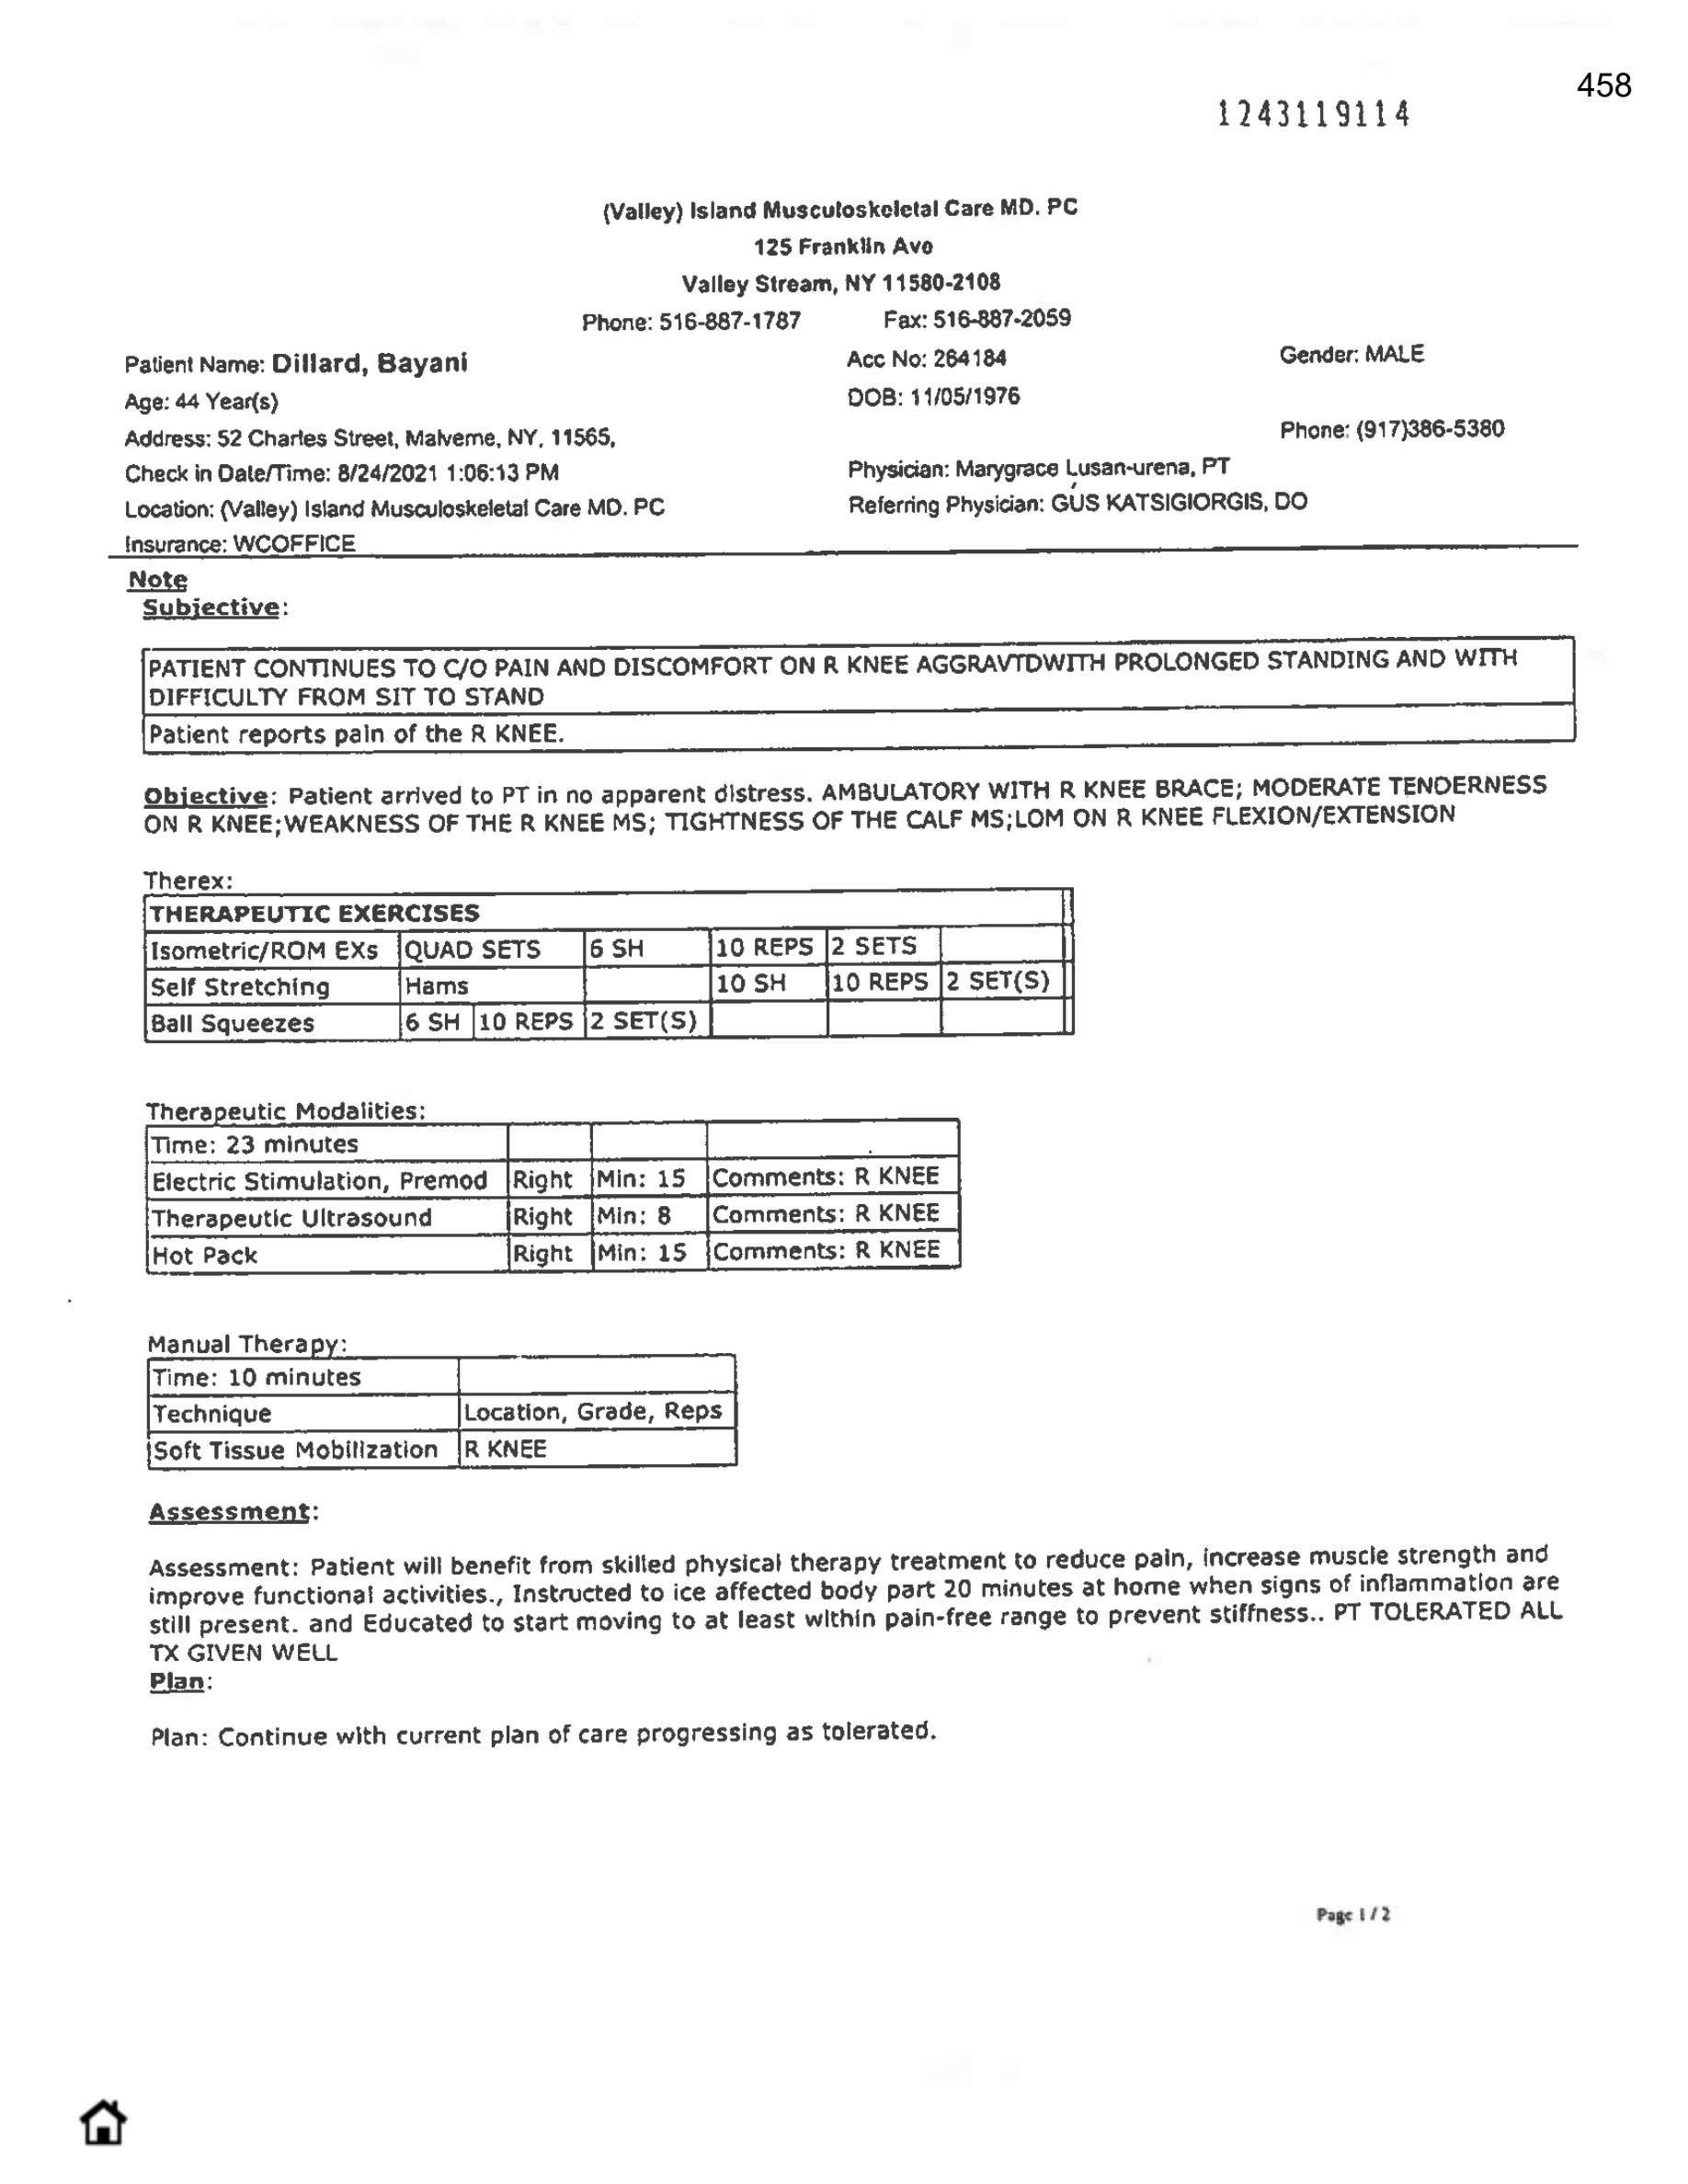 458
1243119114
(Valley) Island Musculoskeletal Care MD. PC
125 Franklin Ave
Valley Stream, NY 11580-2108
Phone: 516-887-1787 Fax: 516-887-2059
Patient Name: Dillard, Bayani Acc No: 264184 Gender: MALE
Age: 44 Year(s) DOB: 11/05/1976
Address: 52 Charles Street, Malverne, NY, 11565, Phone: (917)386-5380
Check in Date/Time: 8/24/2021 1:06:13 PM Physician: Marygrace Lusan-urena, PT
Location: (Valley) Island Musculoskeletal Care MD. PC Referring Physician: GUS KATSIGIORGIS, DO
Insurance: WCOFFICE
Note
Subjective:
PATIENT CONTINUES TO C/O PAIN AND DISCOMFORT ON R KNEE AGGRAVTDWITH PROLONGED STANDING AND WITH
DIFFICULTY FROM SIT TO STAND
Patient reports pain of the R KNEE.
Objective: Patient arrived to PT in no apparent distress. AMBULATORY WITH R KNEE BRACE; MODERATE TENDERNESS
ON R KNEE;WEAKNESS OF THE R KNEE MS; TIGHTNESS OF THE CALF MS;LOM ON R KNEE FLEXION/EXTENSION
Therex:
THERAPEUTIC EXERCISES
Isometric/ROM EXs QUAD SETS 6 SH 10 REPS 2 SETS
Self Stretching Hams 10 SH 10 REPS 2 SET(S)
Ball Squeezes 6 SH 10 REPS 2 SET(S)
Therapeutic Modalities:
Time: 23 minutes
Electric Stimulation, Premod Right Min: 15 Comments: R KNEE
Therapeutic Ultrasound Right Min: 8 Comments: R KNEE
Hot Pack Right Min: 15 Comments: R KNEE
Manual Therapy:
Time: 10 minutes
Technique Location, Grade, Reps
Soft Tissue Mobilization R KNEE
Assessment:
Assessment: Patient will benefit from skilled physical therapy treatment to reduce pain, increase muscle strength and
improve functional activities., Instructed to ice affected body part 20 minutes at home when signs of inflammation are
still present. and Educated to start moving to at least within pain-free range to prevent stiffness.. PT TOLERATED ALL
TX GIVEN WELL
Plan:
Plan: Continue with current plan of care progressing as tolerated.
Page 1 / 2